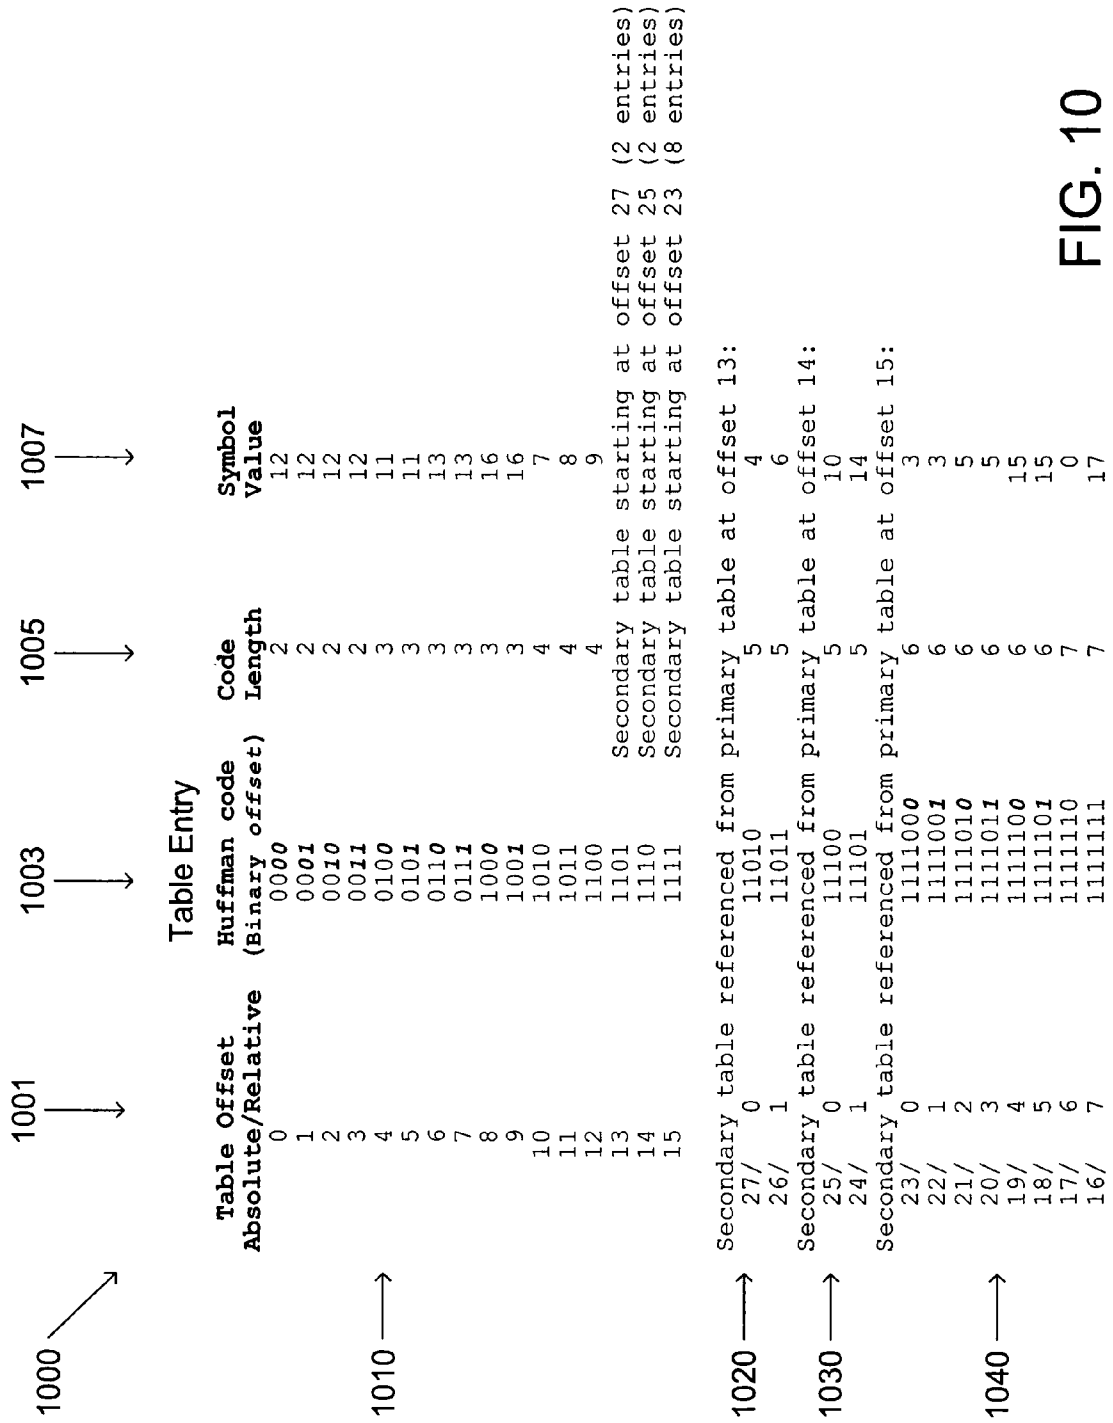 1000
1001
1003
1005
1007
Table Entry
Table Offset Huffman code Code Symbol
Absolute/Relative (Binary offset) Length Value
0 0000 2 12
1 0001 2 12
2 0010 2 12
3 0011 2 12
4 0100 3 11
5 0101 3 11
6 0110 3 13
7 0111 3 13
8 1000 3 16
9 1001 3 16
10 1010 4 7
11 1011 4 8
12 1100 4 9
13 1101 Secondary table starting at offset 27 (2 entries)
14 1110 Secondary table starting at offset 25 (2 entries)
15 1111 Secondary table starting at offset 23 (8 entries)
1010
Secondary table referenced from primary table at offset 13:
27/ 0 11010 5 4
26/ 1 11011 5 6
1020
Secondary table referenced from primary table at offset 14:
25/ 0 11100 5 10
24/ 1 11101 5 14
1030
Secondary table referenced from primary table at offset 15:
23/ 0 1111000 6 3
22/ 1 1111001 6 3
21/ 2 1111010 6 5
20/ 3 1111011 6 5
19/ 4 1111100 6 15
18/ 5 1111101 6 15
17/ 6 1111110 7 0
16/ 7 1111111 7 17
1040
FIG. 10